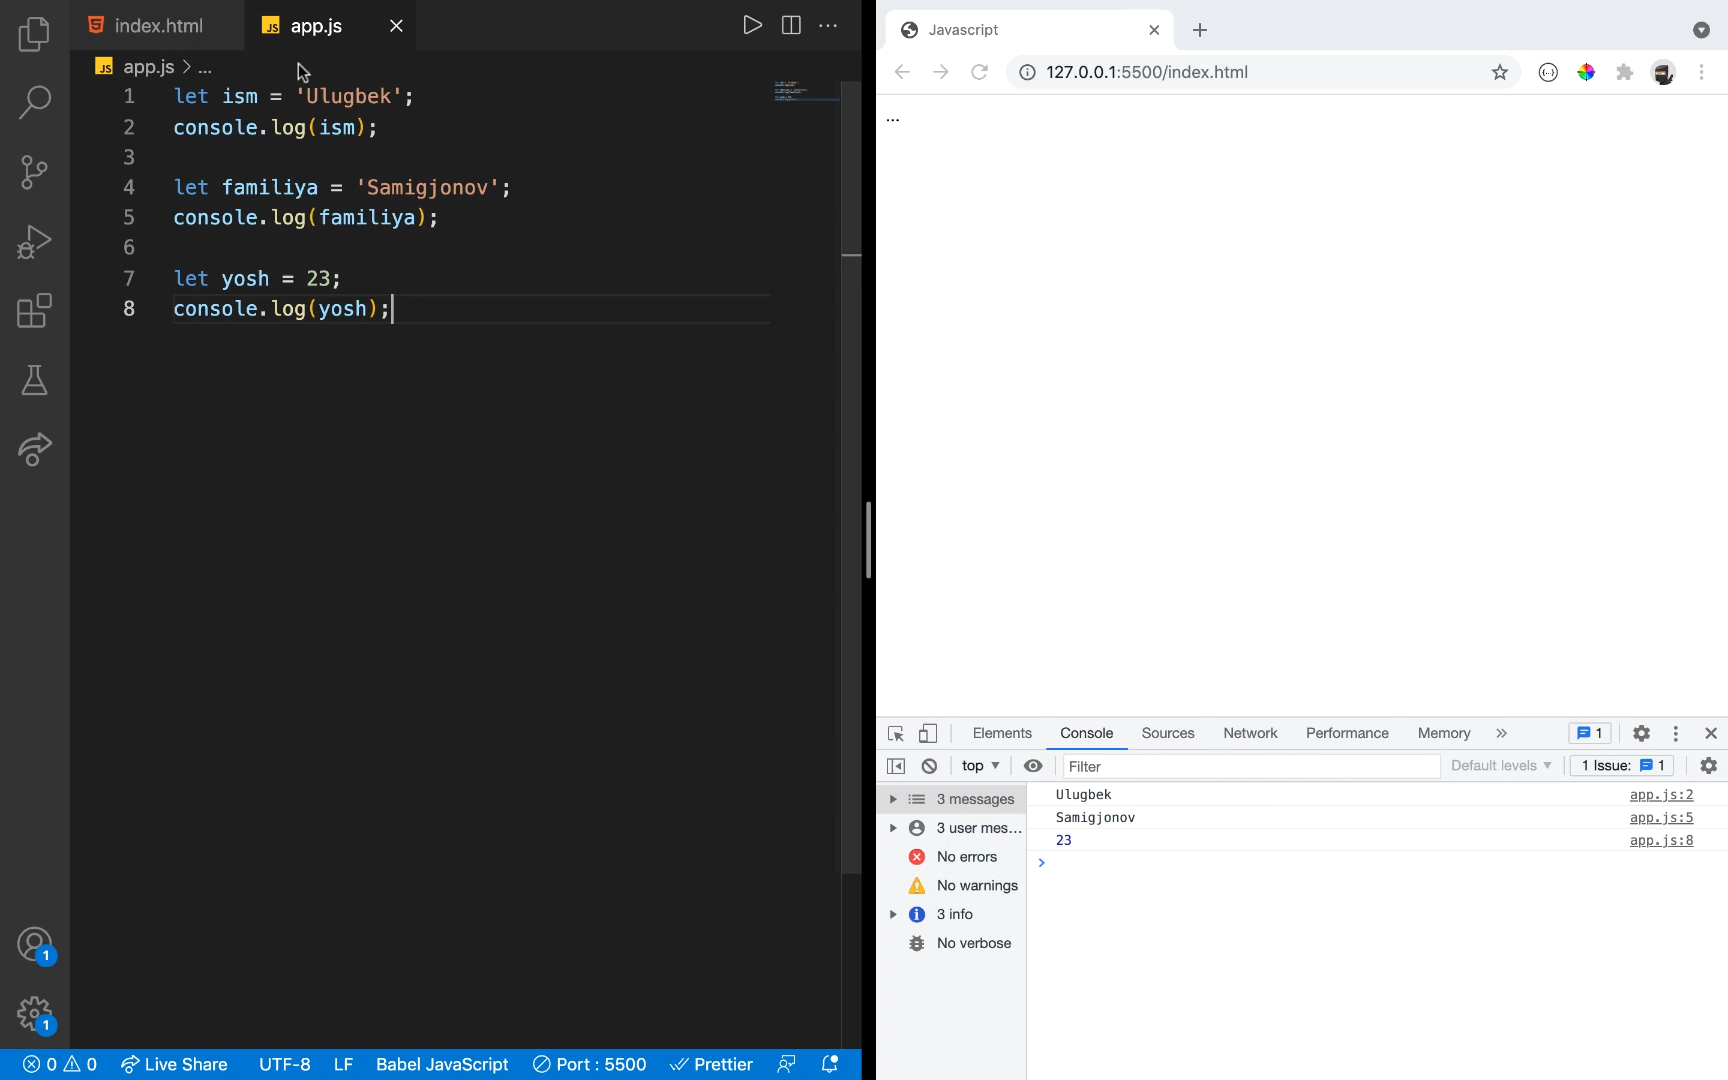 index.html
app.js
app.js > ...
1 let ism = 'Ulugbek';
2 console.log(ism);
3
4 let familiya = 'Samigjonov';
5 console.log(familiya);
6
7 let yosh = 23;
8 console.log(yosh);
1
1
0 0 Live Share UTF-8 LF Babel JavaScript Port : 5500 Prettier
Javascript
127.0.0.1:5500/index.html
...
Elements Console Sources Network Performance Memory » 1
top Filter Default levels 1 Issue: 1
3 messages
3 user mes...
No errors
No warnings
3 info
No verbose
Ulugbek app.js:2
Samigjonov app.js:5
23 app.js:8
>